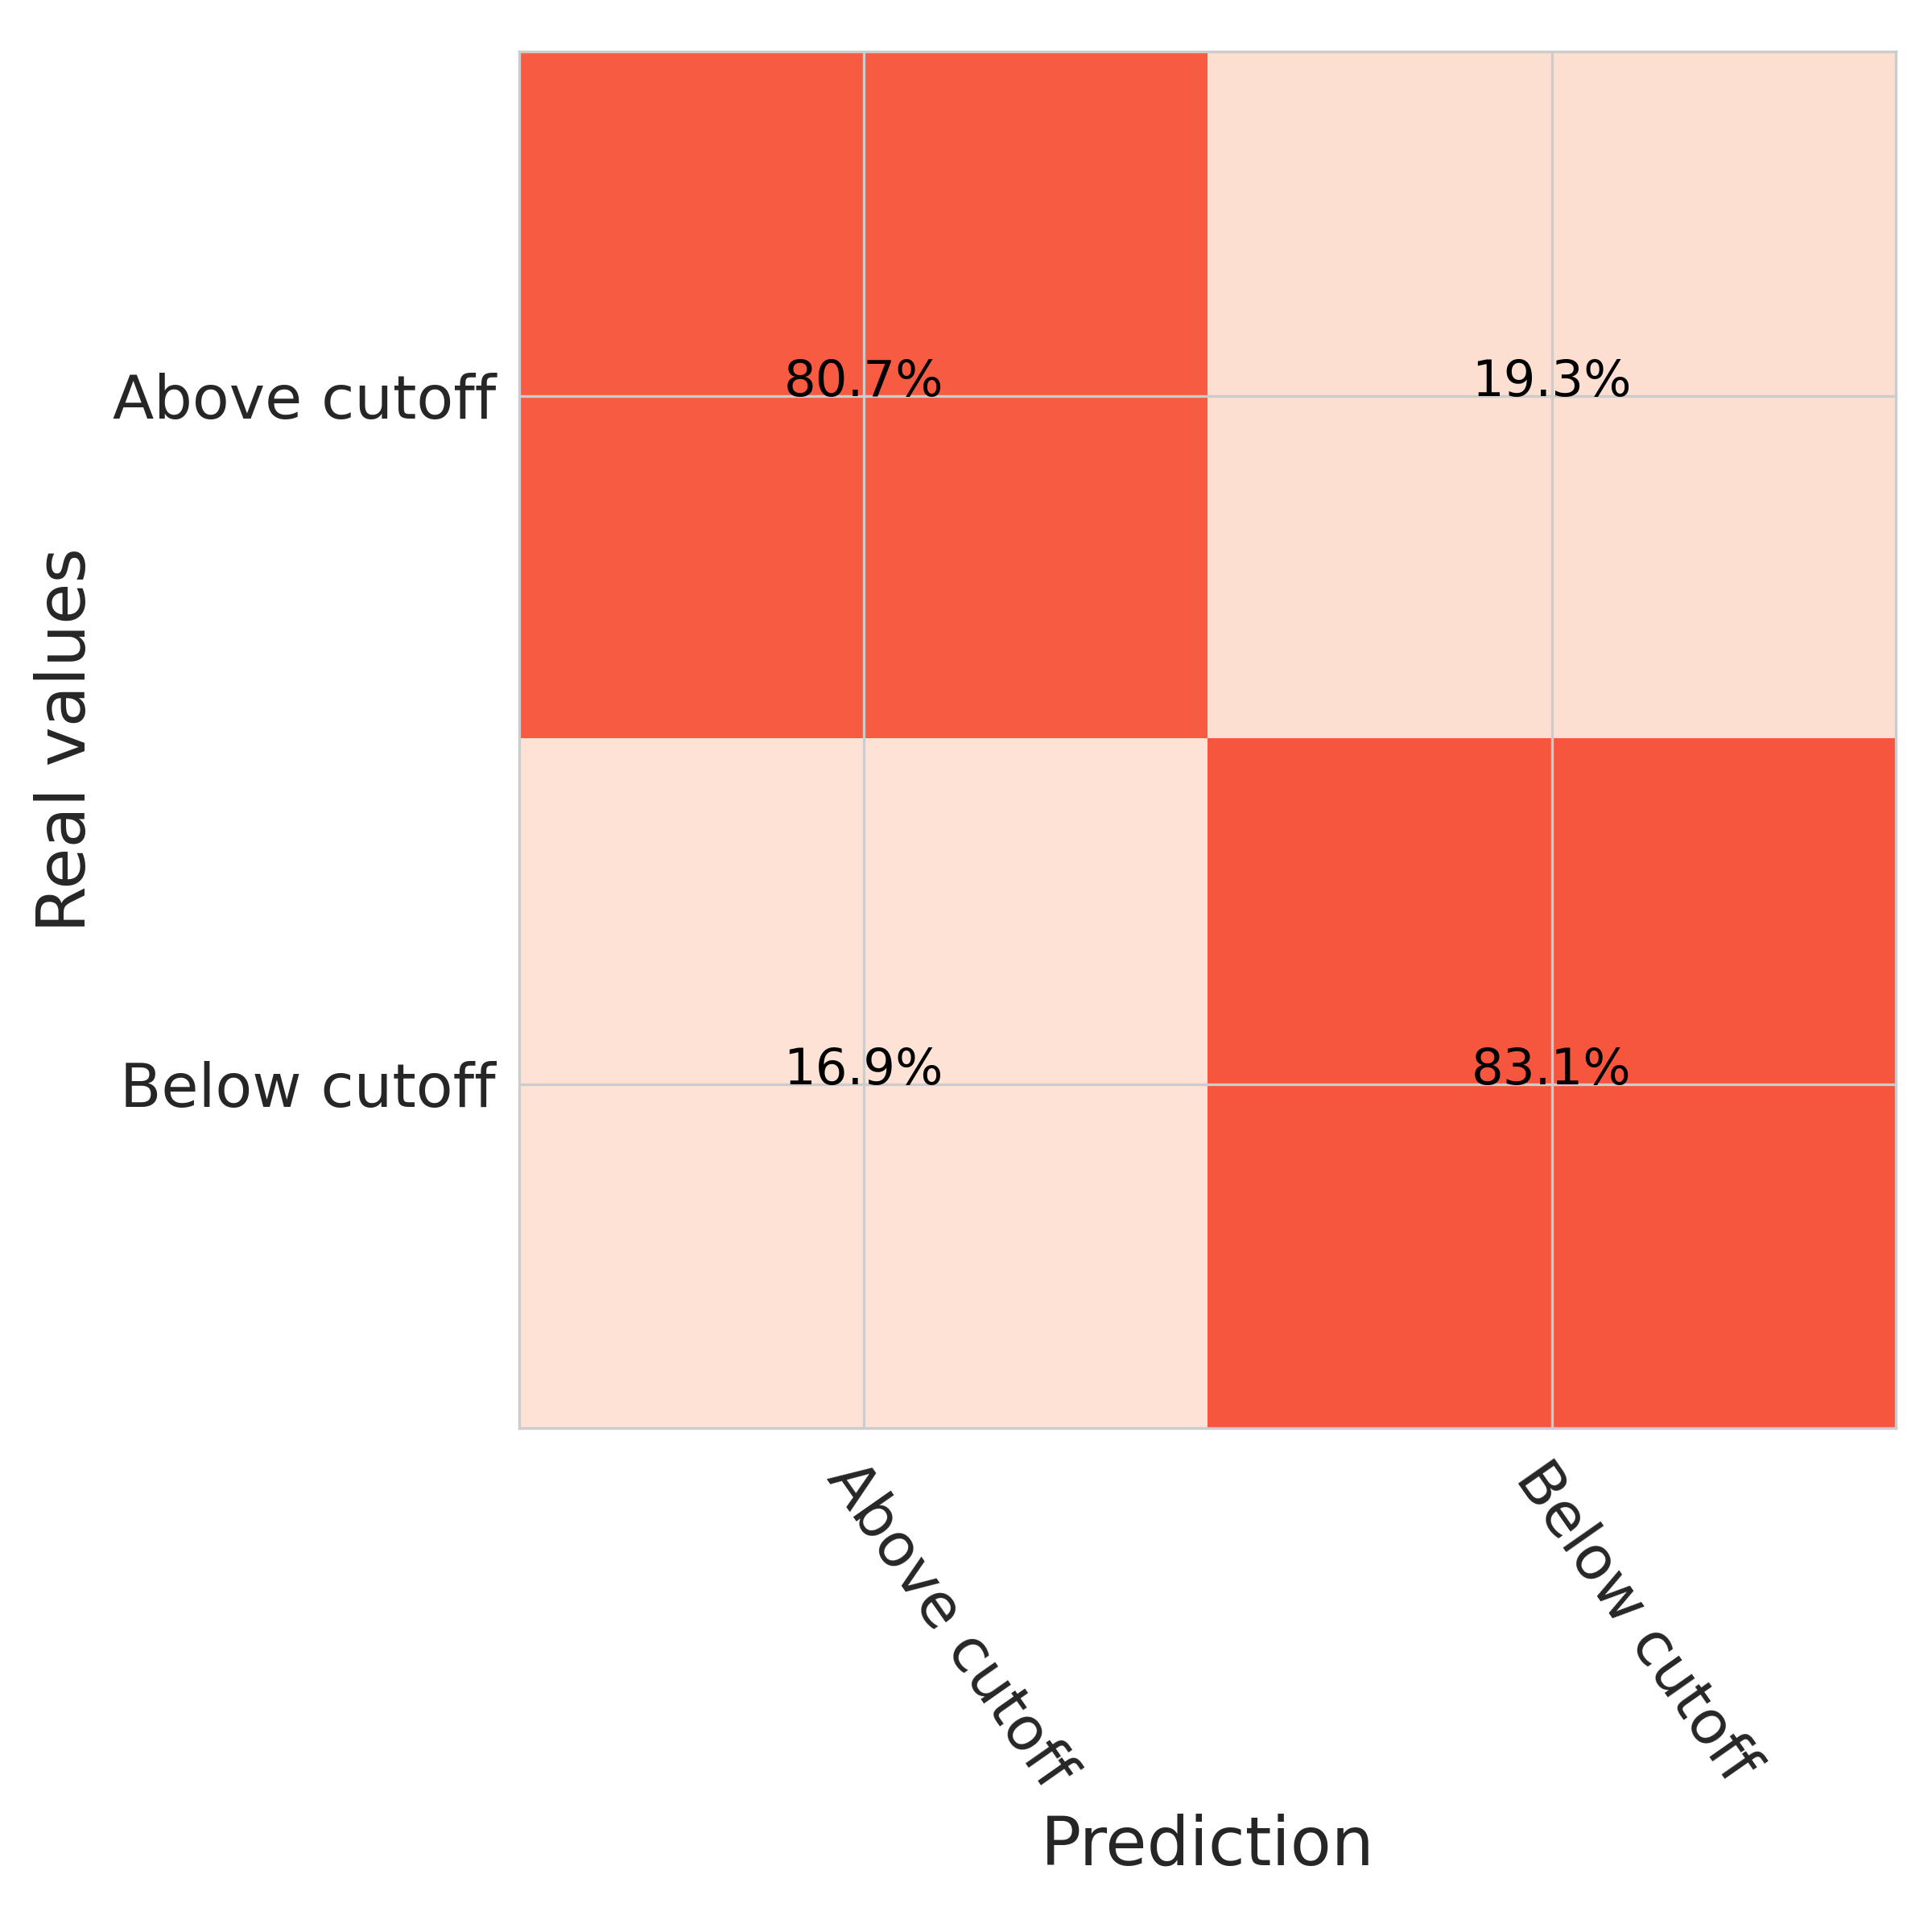 80.7% 19.3%
Above cutoff
Real values
16.9% 83.1%
Below cutoff
Above cutoff
Below cutoff
Prediction